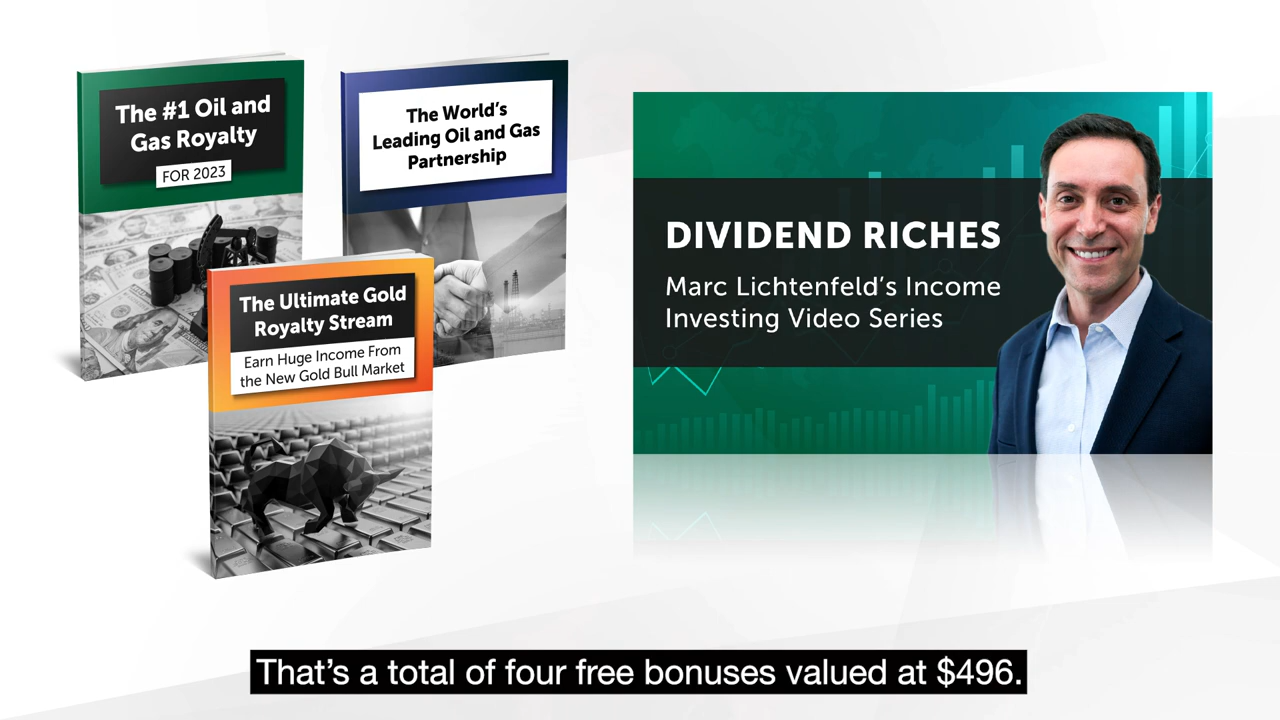 The #1 Oil and
Gas Royalty
FOR 2023
The World's
Leading Oil and Gas
Partnership
The Ultimate Gold
Royalty Stream
Earn Huge Income From
the New Gold Bull Market
DIVIDEND RICHES
Marc Lichtenfeld's Income
Investing Video Series
That's a total of four free bonuses valued at $496.